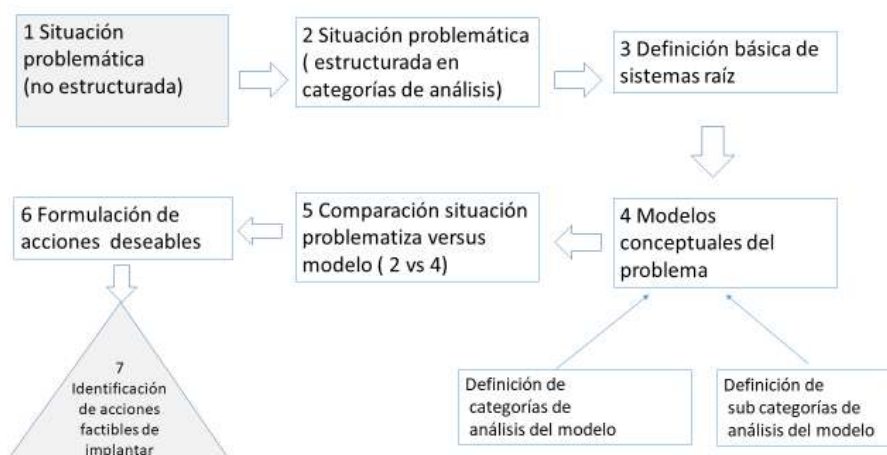 1 Situación
problemática
(no estructurada)
2 Situación problemática
( estructurada en
categorías de análisis)
3 Definición básica de
sistemas raíz
4 Modelos
conceptuales del
problema
5 Comparación situación
problematiza versus
modelo ( 2 vs 4)
6 Formulación de
acciones deseables
7
Identificación
de acciones
factibles de
implantar
Definición de
categorías de
análisis del modelo
Definición de
sub categorías de
análisis del modelo